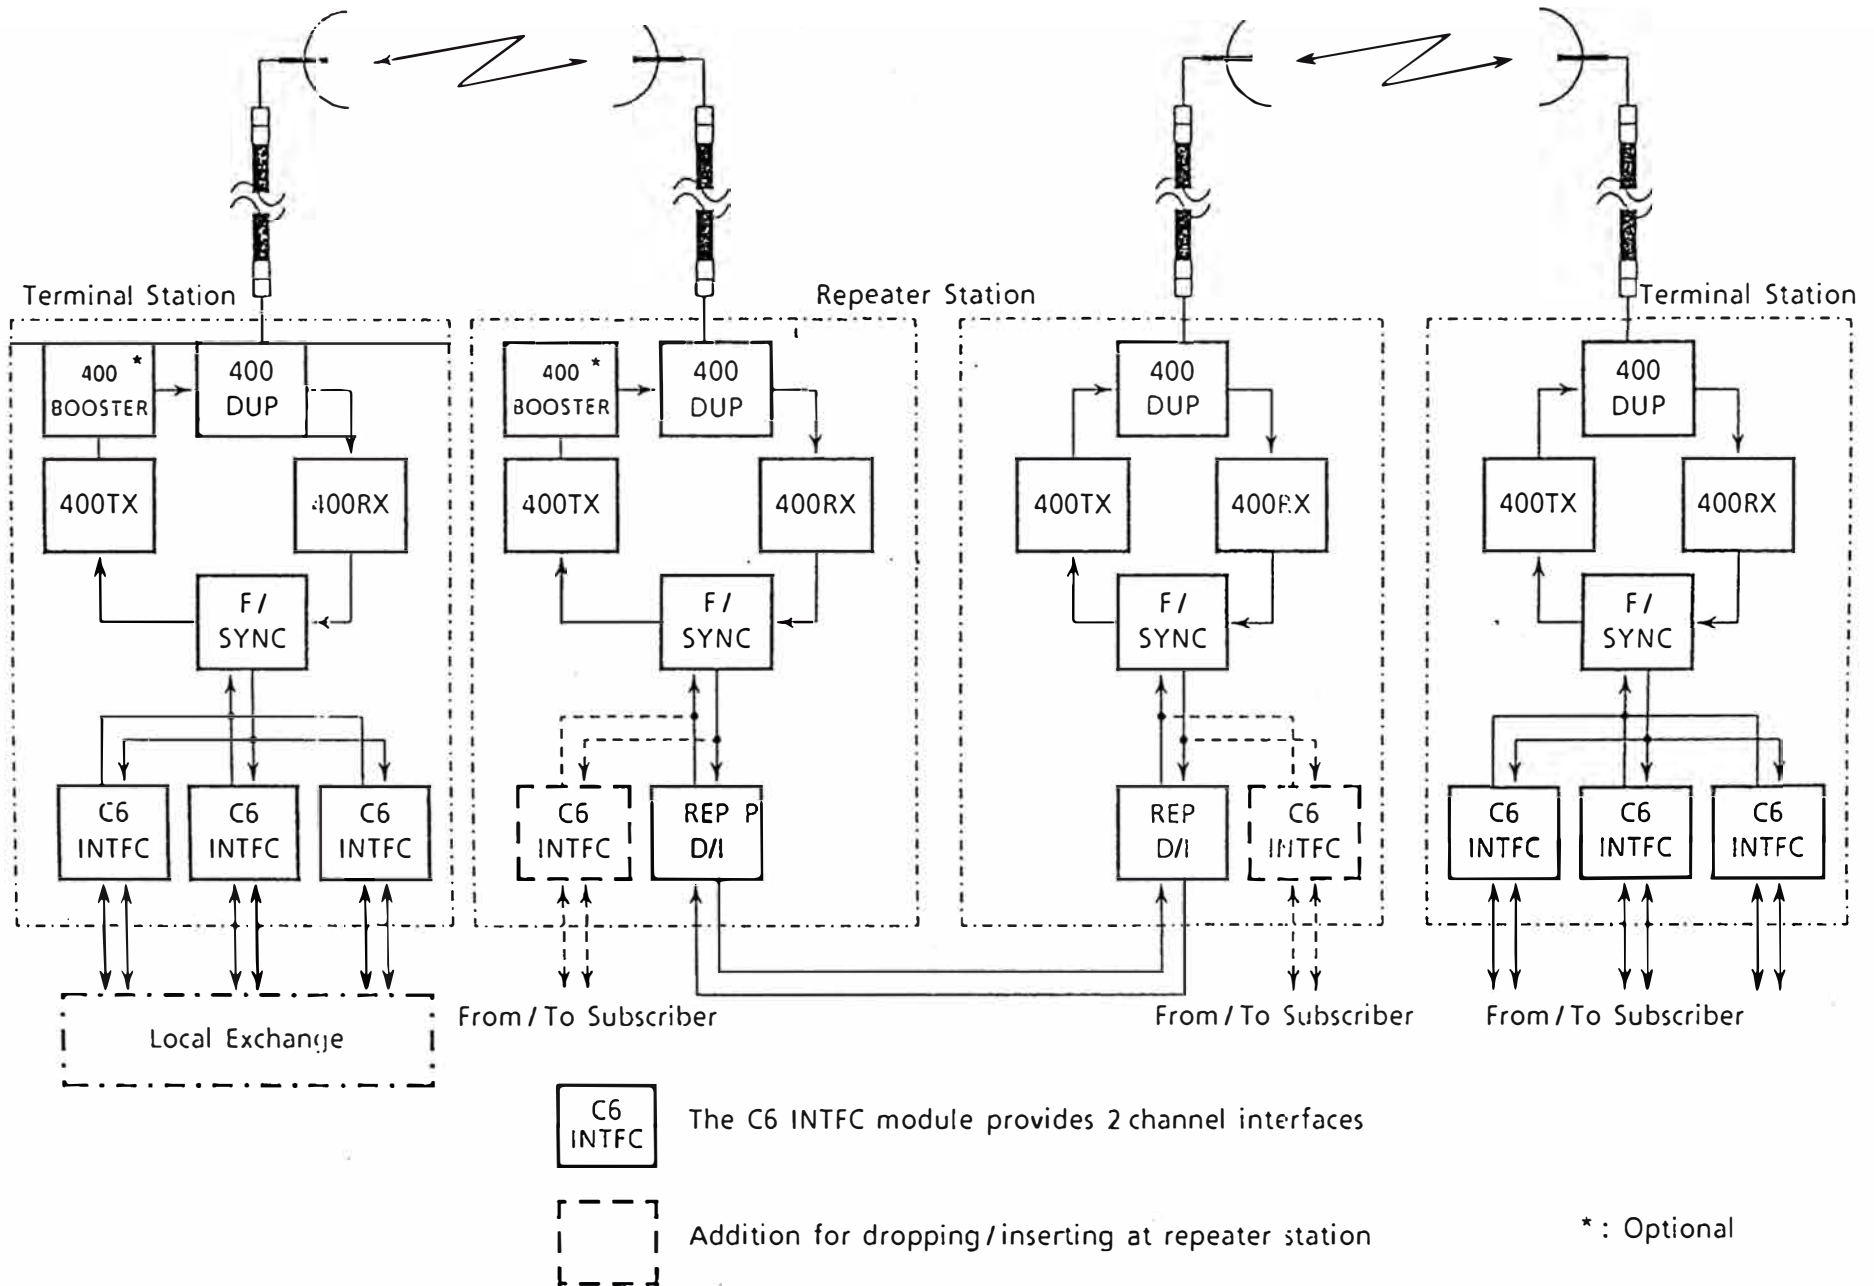 Terminal Station
Repeater Station
Terminal Station
400 *
BOOSTER
400
DUP
400TX
400RX
F/
SYNC
C6
INTFC
C6
INTFC
C6
INTFC
Local Exchange
400 *
BOOSTER
400
DUP
400TX
400RX
F/
SYNC
C6
INTFC
REP P
D/I
From/To Subscriber
400
DUP
400TX
400RX
F/
SYNC
REP
D/I
C6
INTFC
From/To Subscriber
400
DUP
400TX
400RX
F/
SYNC
C6
INTFC
C6
INTFC
C6
INTFC
From/To Subscriber
C6
INTFC
The C6 INTFC module provides 2 channel interfaces
Addition for dropping/inserting at repeater station
* : Optional